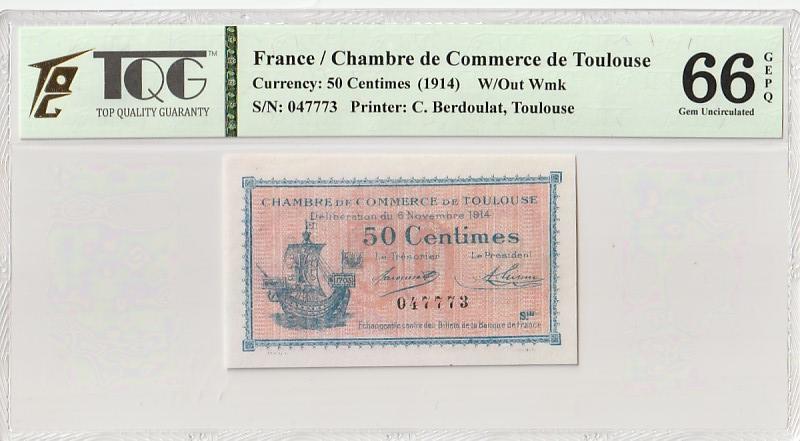 TQG™
TOP QUALITY GUARANTY
France / Chambre de Commerce de Toulouse
Currency: 50 Centimes (1914) W/Out Wmk
S/N: 047773 Printer: C. Berdoulat, Toulouse
66
GEPQ
Gem Uncirculated
CHAMBRE DE COMMERCE DE TOULOUSE
Délibération du 6 Novembre 1914
50 Centimes
Le Trésorier Le Président
047773
Echangeable contre des Billets de la Banque de France